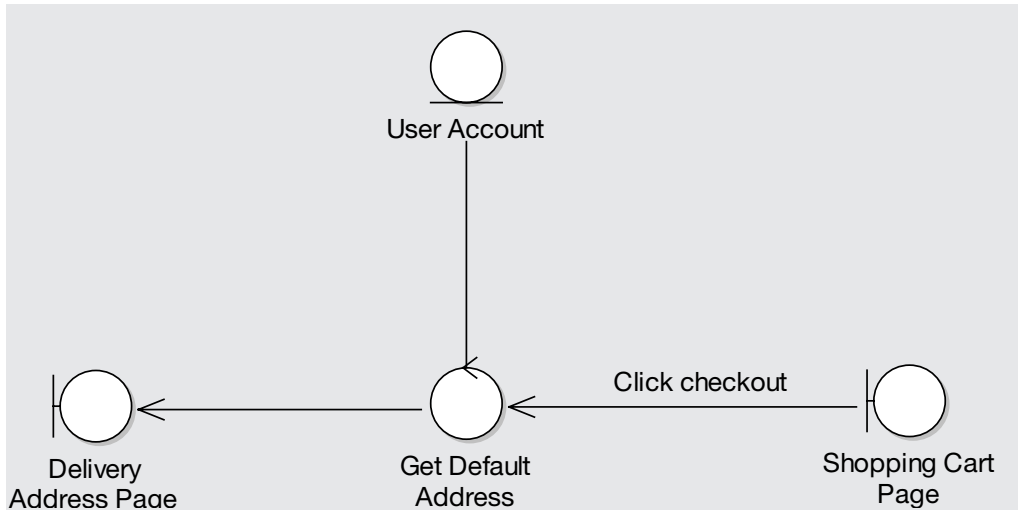 User Account
Click checkout
Delivery
Address Page
Get Default
Address
Shopping Cart
Page